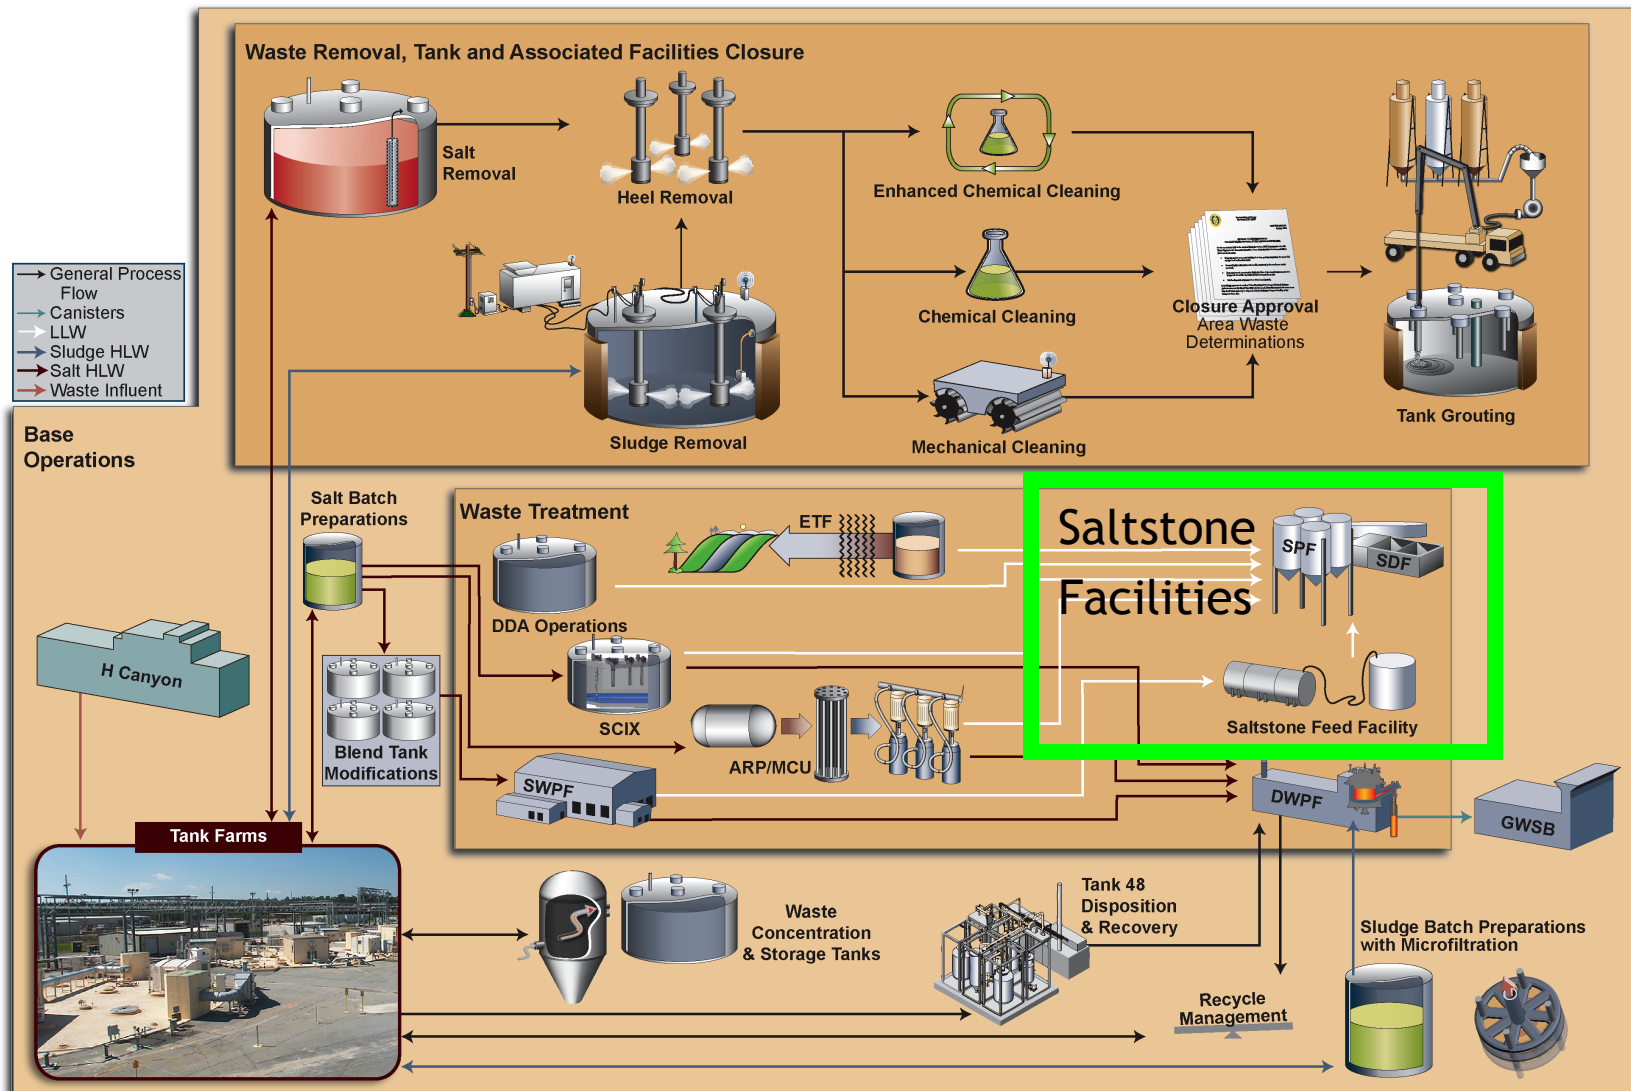 Waste Removal, Tank and Associated Facilities Closure
Salt
Removal
Heel Removal
Enhanced Chemical Cleaning
General Process
Flow
Canisters
LLW
Sludge HLW
Salt HLW
Waste Influent
Chemical Cleaning
Closure Approval
Area Waste
Determinations
Sludge Removal
Mechanical Cleaning
Tank Grouting
Base
Operations
Salt Batch
Preparations
Waste Treatment
ETF
Saltstone
Facilities
SPF
SDF
DDA Operations
H Canyon
SCIX
Saltstone Feed Facility
Blend Tank
Modifications
ARP/MCU
SWPF
DWPF
GWSB
Tank Farms
Waste
Concentration
& Storage Tanks
Tank 48
Disposition
& Recovery
Sludge Batch Preparations
with Microfiltration
Recycle
Management